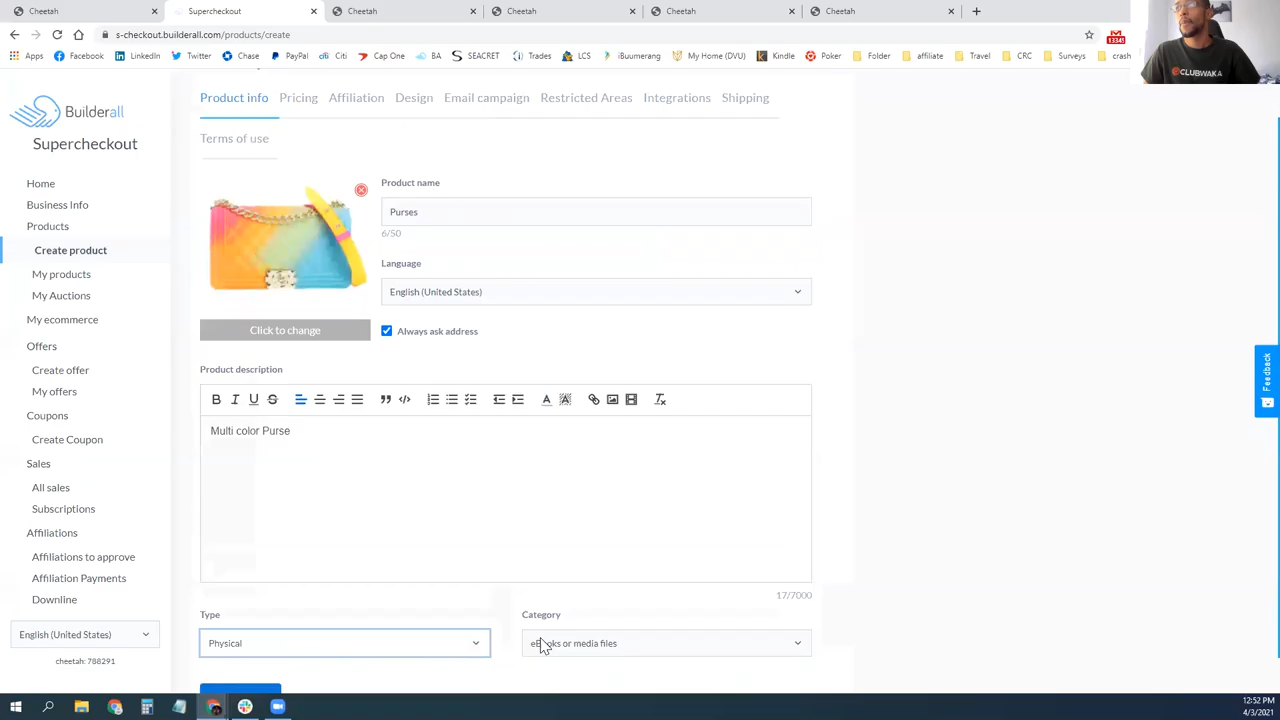 Cheetah
Supercheckout
Cheetah
Cheetah
Cheetah
Cheetah
s-checkout.builderall.com/products/create
13345
Apps Facebook LinkedIn Twitter Chase PayPal Citi Cap One BA SEACRET Trades LCS iBuumerang My Home (DVU) Kindle Poker Folder affiliate Travel CRC Surveys crash
CLUBWAKA
Builderall
Supercheckout
Home
Business Info
Products
Create product
My products
My Auctions
My ecommerce
Offers
Create offer
My offers
Coupons
Create Coupon
Sales
All sales
Subscriptions
Affiliations
Affiliations to approve
Affiliation Payments
Downline
English (United States)
cheetah: 788291
Product info Pricing Affiliation Design Email campaign Restricted Areas Integrations Shipping
Terms of use
Click to change
Product name
Purses
6/50
Language
English (United States)
Always ask address
Product description
Multi color Purse
17/7000
Type
Physical
Category
eBooks or media files
Feedback
12:52 PM
4/3/2021